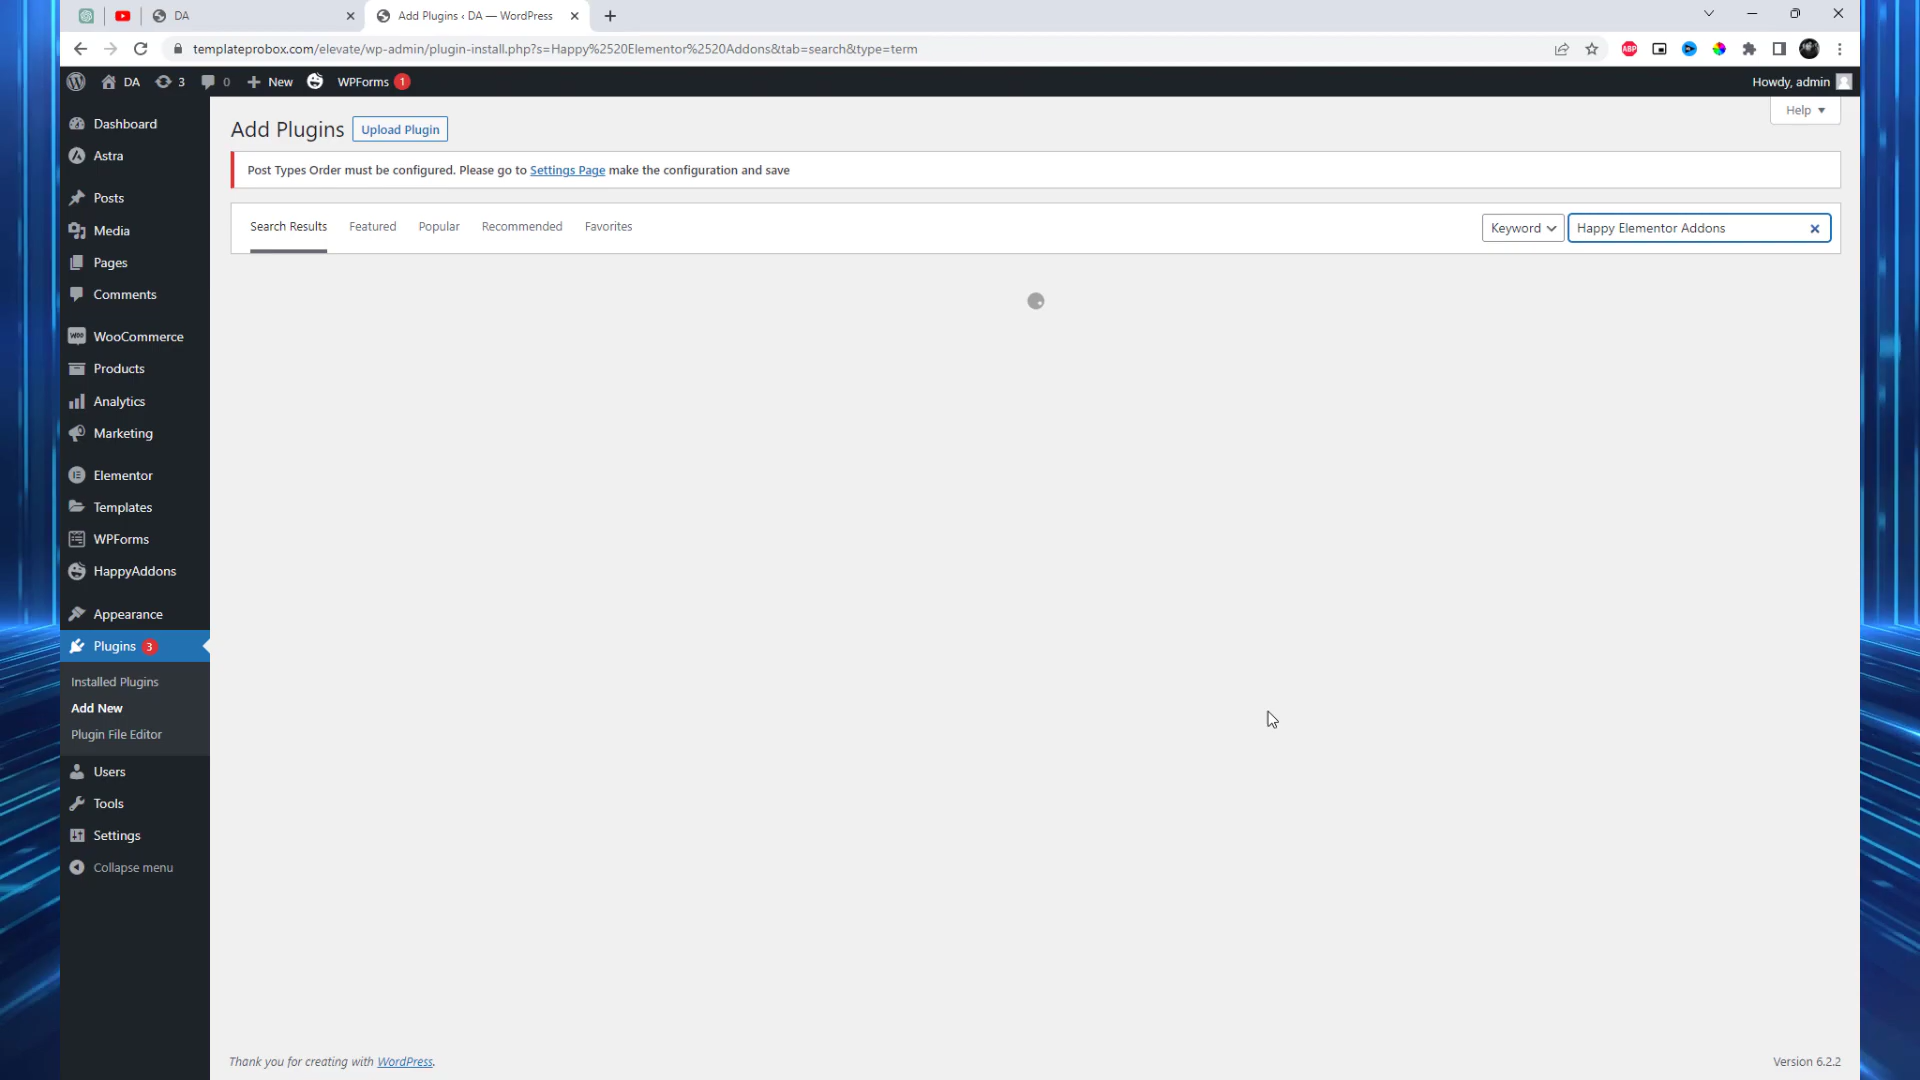 DA
Add Plugins ‹ DA — WordPress
templateprobox.com/elevate/wp-admin/plugin-install.php?s=Happy%2520Elementor%2520Addons&tab=search&type=term
ABP
DA 3 0 New WPForms 1
Howdy, admin
Dashboard
Astra
Posts
Media
Pages
Comments
WooCommerce
Products
Analytics
Marketing
Elementor
Templates
WPForms
HappyAddons
Appearance
Plugins 3
Installed Plugins
Add New
Plugin File Editor
Users
Tools
Settings
Collapse menu
Help
Add Plugins Upload Plugin
Post Types Order must be configured. Please go to Settings Page make the configuration and save
Search Results Featured Popular Recommended Favorites
Keyword Happy Elementor Addons
Thank you for creating with WordPress.
Version 6.2.2